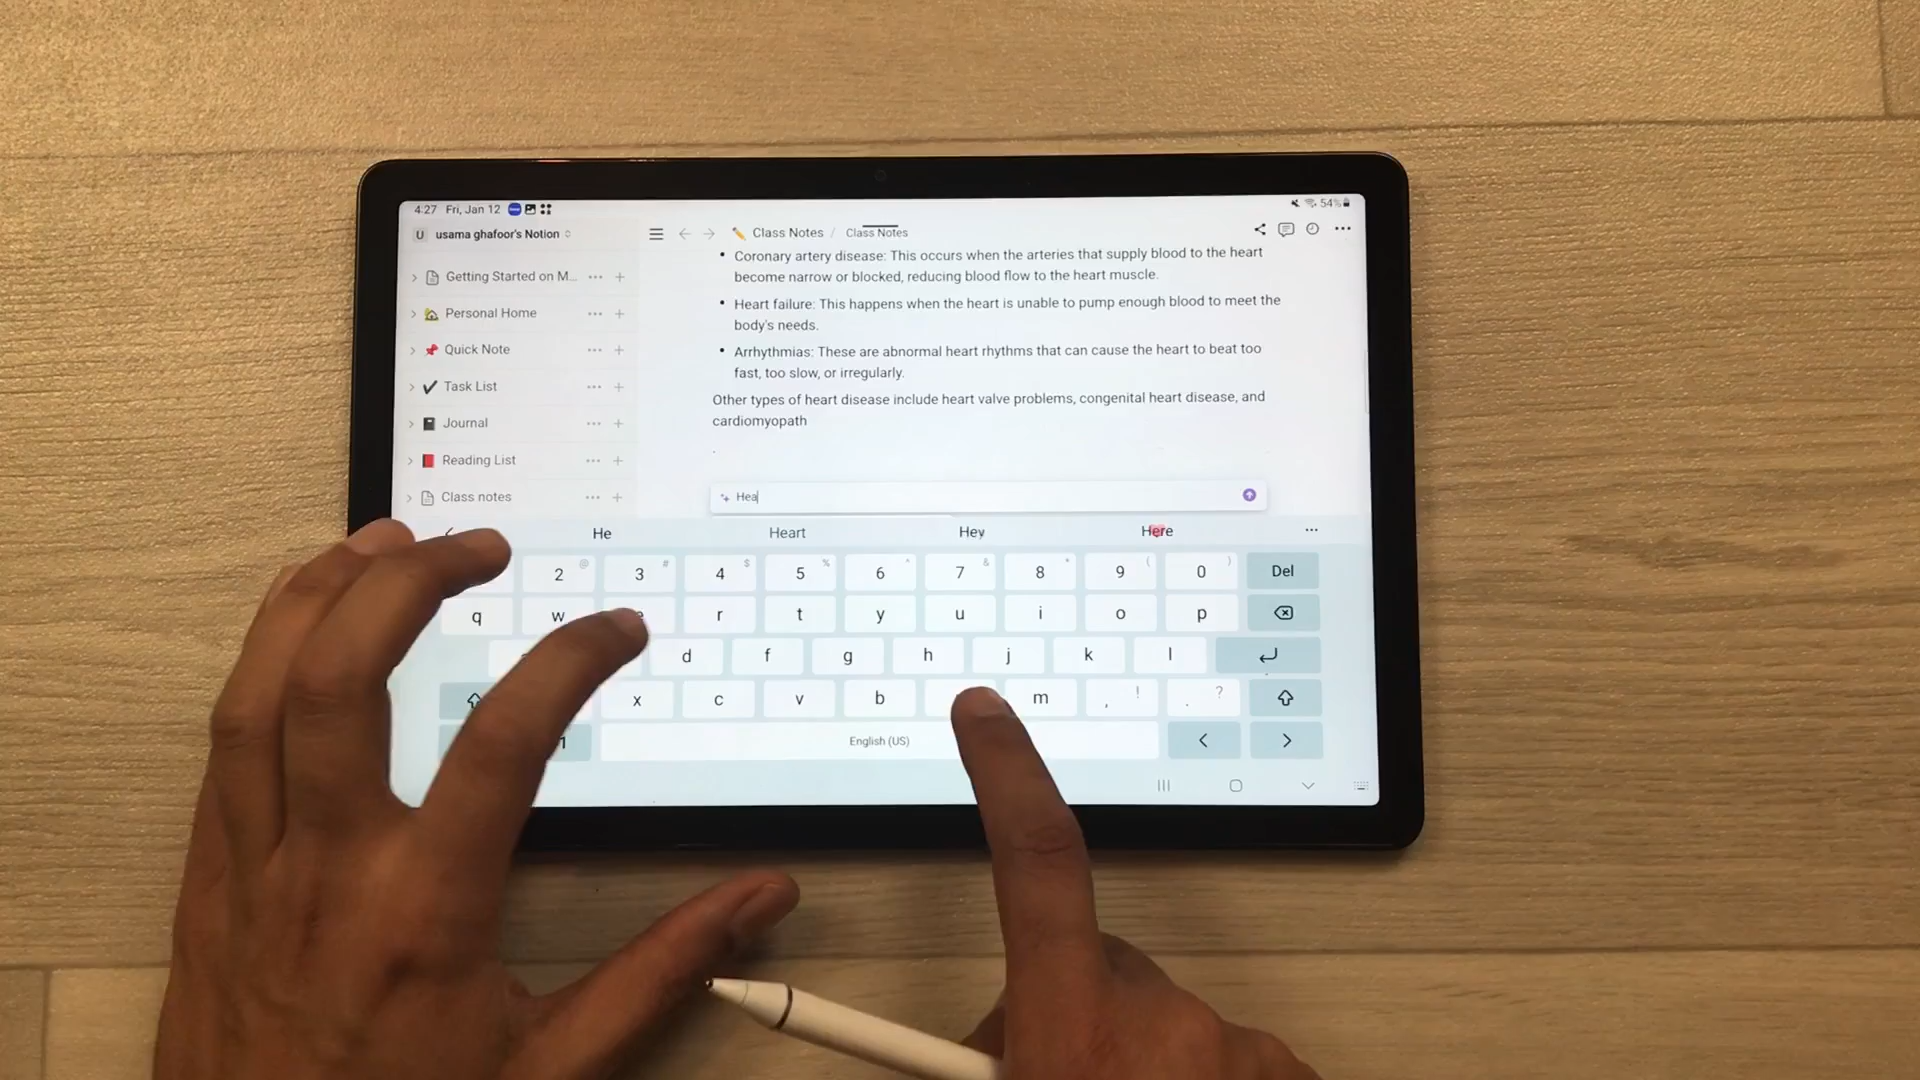 4:27 Fri, Jan 12
54%
U usama ghafoor's Notion
Class Notes / Class Notes
Getting Started on M...
Personal Home
Quick Note
Task List
Journal
Reading List
Class notes
• Coronary artery disease: This occurs when the arteries that supply blood to the heart
become narrow or blocked, reducing blood flow to the heart muscle.
• Heart failure: This happens when the heart is unable to pump enough blood to meet the
body's needs.
• Arrhythmias: These are abnormal heart rhythms that can cause the heart to beat too
fast, too slow, or irregularly.
Other types of heart disease include heart valve problems, congenital heart disease, and
cardiomyopath
Hea
He Heart Hey Here ...
2 @ 3 # 4 $ 5 % 6 ^ 7 & 8 * 9 ( 0 ) Del
q w e r t y u i o p
d f g h j k l
x c v b m , ! . ?
English (US) < >